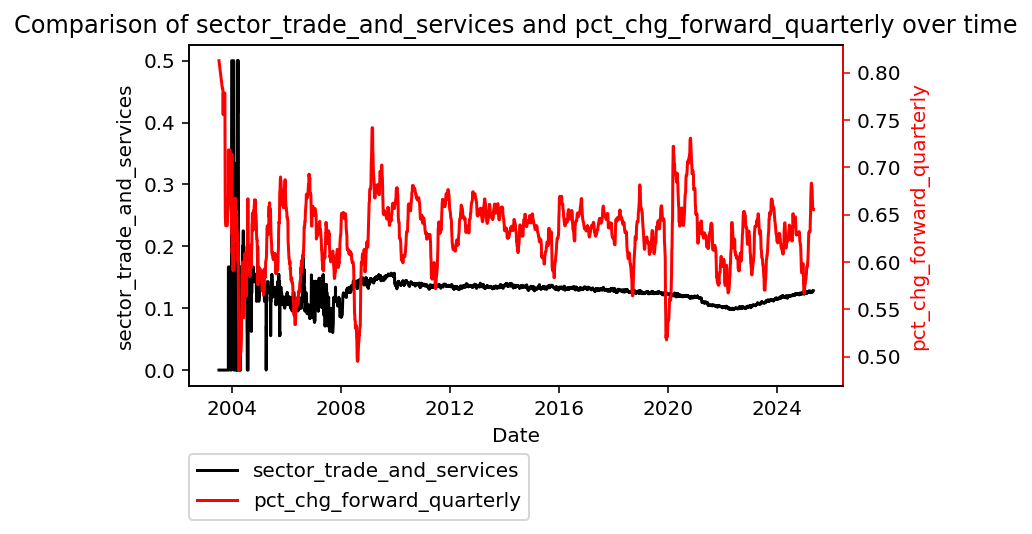 Comparison of sector_trade_and_services and pct_chg_forward_quarterly over time
sector_trade_and_services
0.5
0.4
0.3
0.2
0.1
0.0
0.80
0.75
0.70
0.65
0.60
0.55
0.50
pct_chg_forward_quarterly
2004 2008 2012 2016 2020 2024
Date
sector_trade_and_services
pct_chg_forward_quarterly